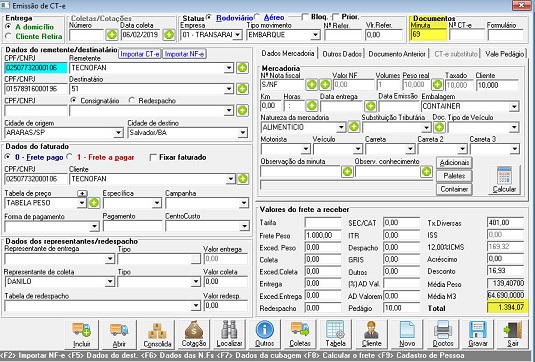 Emissão de CT-e
Entrega
A domicílio
Cliente Retira
Coletas/Cotações
Nº Coleta
Data coleta
06/02/2019
Status
Rodoviário
Aéreo
Bloq.
Prior.
Empresa
Tipo movimento
Nº Refer.
Vlr.Refer.
01 - TRANSARAI
EMBARQUE
0,00
Documentos
Minuta
Nº CT-e
Formulário
69
Dados do remetente/destinatário
Importar CT-e
Importar NF-e
CPF/CNPJ
Remetente
02507732000106
TECNOFAN
CPF/CNPJ
Destinatário
01578916000196
51
CPF/CNPJ
Consignatário
Redespacho
Cidade de origem
Cidade de destino
ARARAS/SP
Salvador/BA
Dados do faturado
0 - Frete pago
1 - Frete a pagar
Fixar faturado
CPF/CNPJ
Cliente
02507732000106
TECNOFAN
Tabela de preço
Específica
Campanha
TABELA PESO
Forma de pagamento
Pagamento
CentroCusto
Dados dos representantes/redespacho
Representante de entrega
Tipo
Valor entrega
0,00
Representante de coleta
Tipo
Valor coleta
DANILO
0,00
Tabela de redespacho
Valor redesp.
0,00
Dados Mercadoria
Outros Dados
Documento Anterior
CT-e substituto
Vale Pedágio
Mercadoria
Nº Nota fiscal
Valor NF
Volumes
Peso real
Taxado
Cliente
S/NF
0,00
1
10,000
10,000
10,000
Km
Horas
Data entrega
Data Emissão
Embalagem
0,00
:
CONTAINER
Natureza da mercadoria
Substituição Tributária
Doc.
Tipo de Veículo
ALIMENTICIO
Motorista
Veículo
Carreta
Carreta 2
Carreta 3
Observação da minuta
Observ. conhecimento
Adicionais
Paletes
Container
Calcular
Valores do frete a receber
Tarifa
SEC/CAT
0,00
Tx.Diversas
401,00
Frete Peso
1.000,00
ITR
0,00
ISS
0,00
Exced. Peso
0,00
Despacho
0,00
12,00%ICMS
169,32
Coleta
0,00
GRIS
0,00
Acréscimo
0,00
Exced.Coleta
0,00
Outros
0,00
Desconto
16,93
Entrega
0,00
(%)AD Val.
Média Peso
139,40700
Exced.Entrega
0,00
AD Valorem
0,00
Média M3
64.690,0000
Redespacho
0,00
Pedágio
10,00
Total
1.394,07
Incluir
Abrir
Consolida
Cotação
Localizar
Outros
Coletas
Tabela
Cliente
Novo
Doctos
Gravar
Sair
<F2> Importar NF-e <F5> Dados do dest. <F6> Dados das N.Fs <F7> Dados da cubagem <F8> Calcular o frete <F9> Cadastro de Pessoa